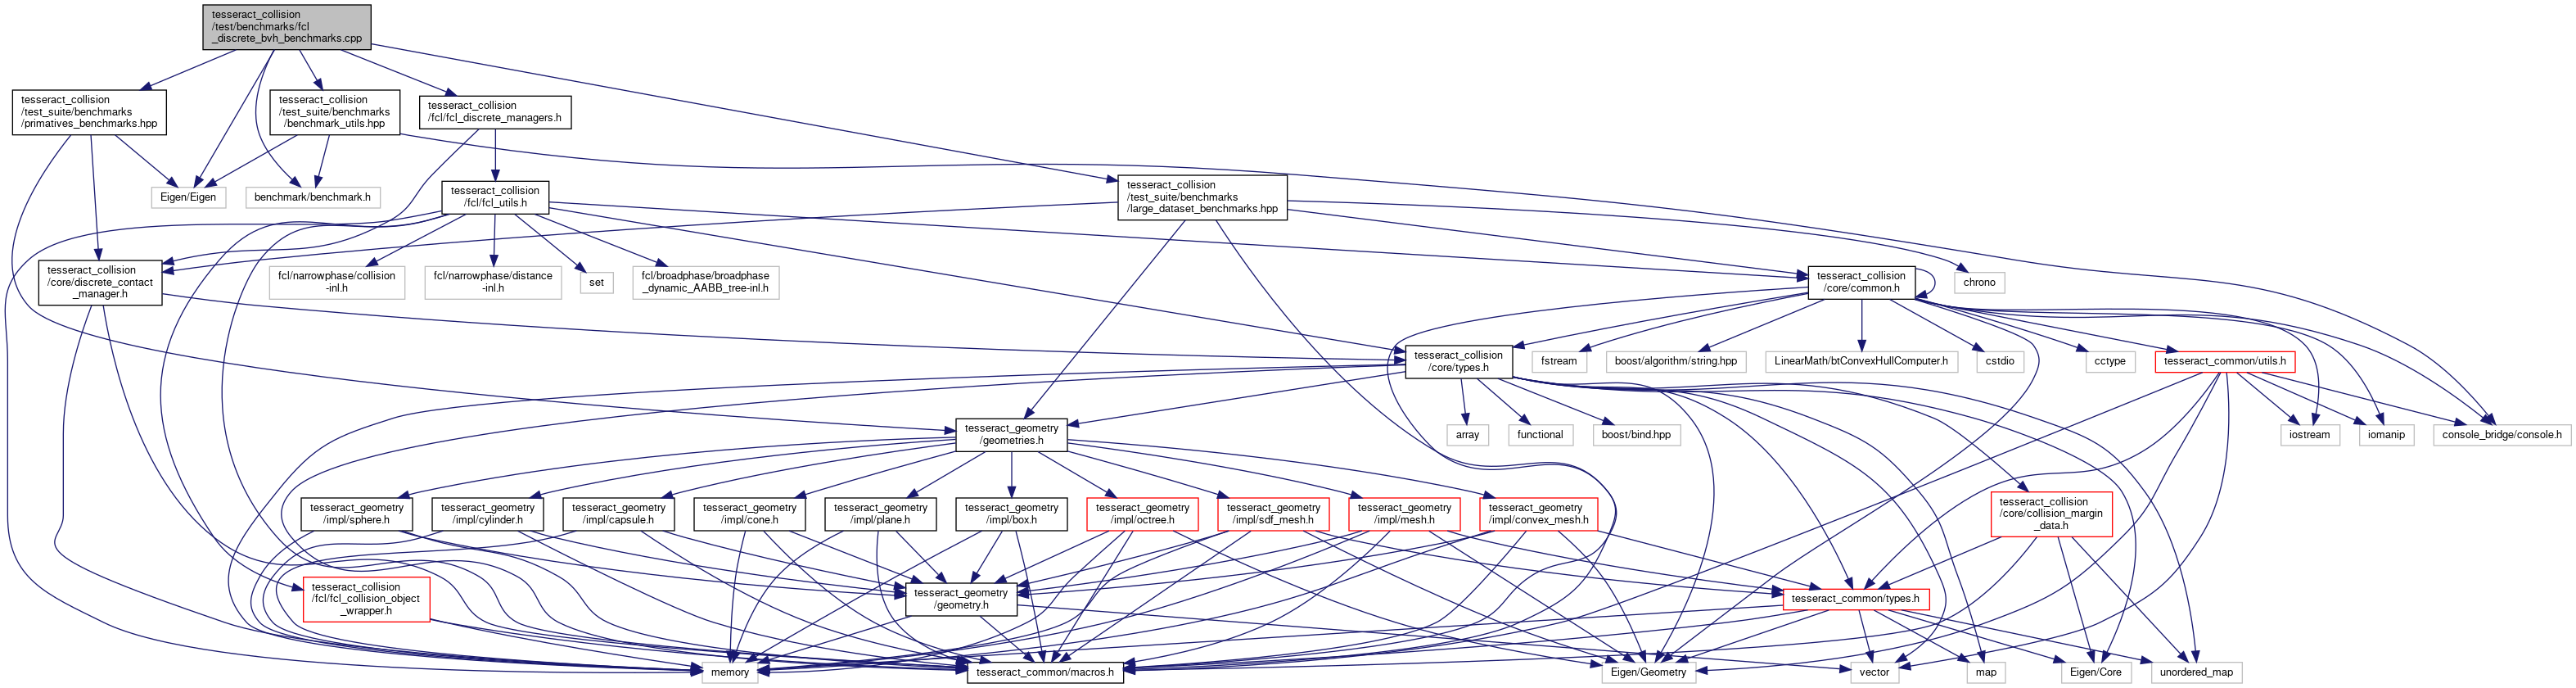 tesseract_collision
/test/benchmarks/fcl
_discrete_bvh_benchmarks.cpp
tesseract_collision
/test_suite/benchmarks
/primatives_benchmarks.hpp
tesseract_collision
/test_suite/benchmarks
/benchmark_utils.hpp
tesseract_collision
/fcl/fcl_discrete_managers.h
Eigen/Eigen
benchmark/benchmark.h
tesseract_collision
/fcl/fcl_utils.h
tesseract_collision
/test_suite/benchmarks
/large_dataset_benchmarks.hpp
tesseract_collision
/core/discrete_contact
_manager.h
fcl/narrowphase/collision
-inl.h
fcl/narrowphase/distance
-inl.h
set
fcl/broadphase/broadphase
_dynamic_AABB_tree-inl.h
tesseract_collision
/core/common.h
chrono
tesseract_collision
/core/types.h
fstream
boost/algorithm/string.hpp
LinearMath/btConvexHullComputer.h
cstdio
cctype
tesseract_common/utils.h
tesseract_geometry
/geometries.h
array
functional
boost/bind.hpp
iostream
iomanip
console_bridge/console.h
tesseract_geometry
/impl/sphere.h
tesseract_geometry
/impl/cylinder.h
tesseract_geometry
/impl/capsule.h
tesseract_geometry
/impl/cone.h
tesseract_geometry
/impl/plane.h
tesseract_geometry
/impl/box.h
tesseract_geometry
/impl/octree.h
tesseract_geometry
/impl/sdf_mesh.h
tesseract_geometry
/impl/mesh.h
tesseract_geometry
/impl/convex_mesh.h
tesseract_collision
/core/collision_margin
_data.h
tesseract_collision
/fcl/fcl_collision_object
_wrapper.h
tesseract_geometry
/geometry.h
tesseract_common/types.h
memory
tesseract_common/macros.h
Eigen/Geometry
vector
map
Eigen/Core
unordered_map